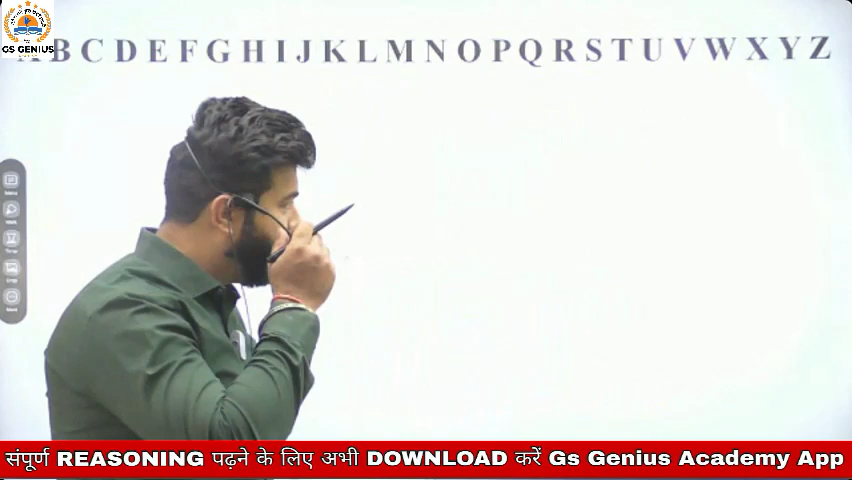 GS GENIUS
B C D E F G H I J K L M N O P Q R S T U V W X Y Z
संपूर्ण REASONING पढ़ने के लिए अभी DOWNLOAD करें Gs Genius Academy App